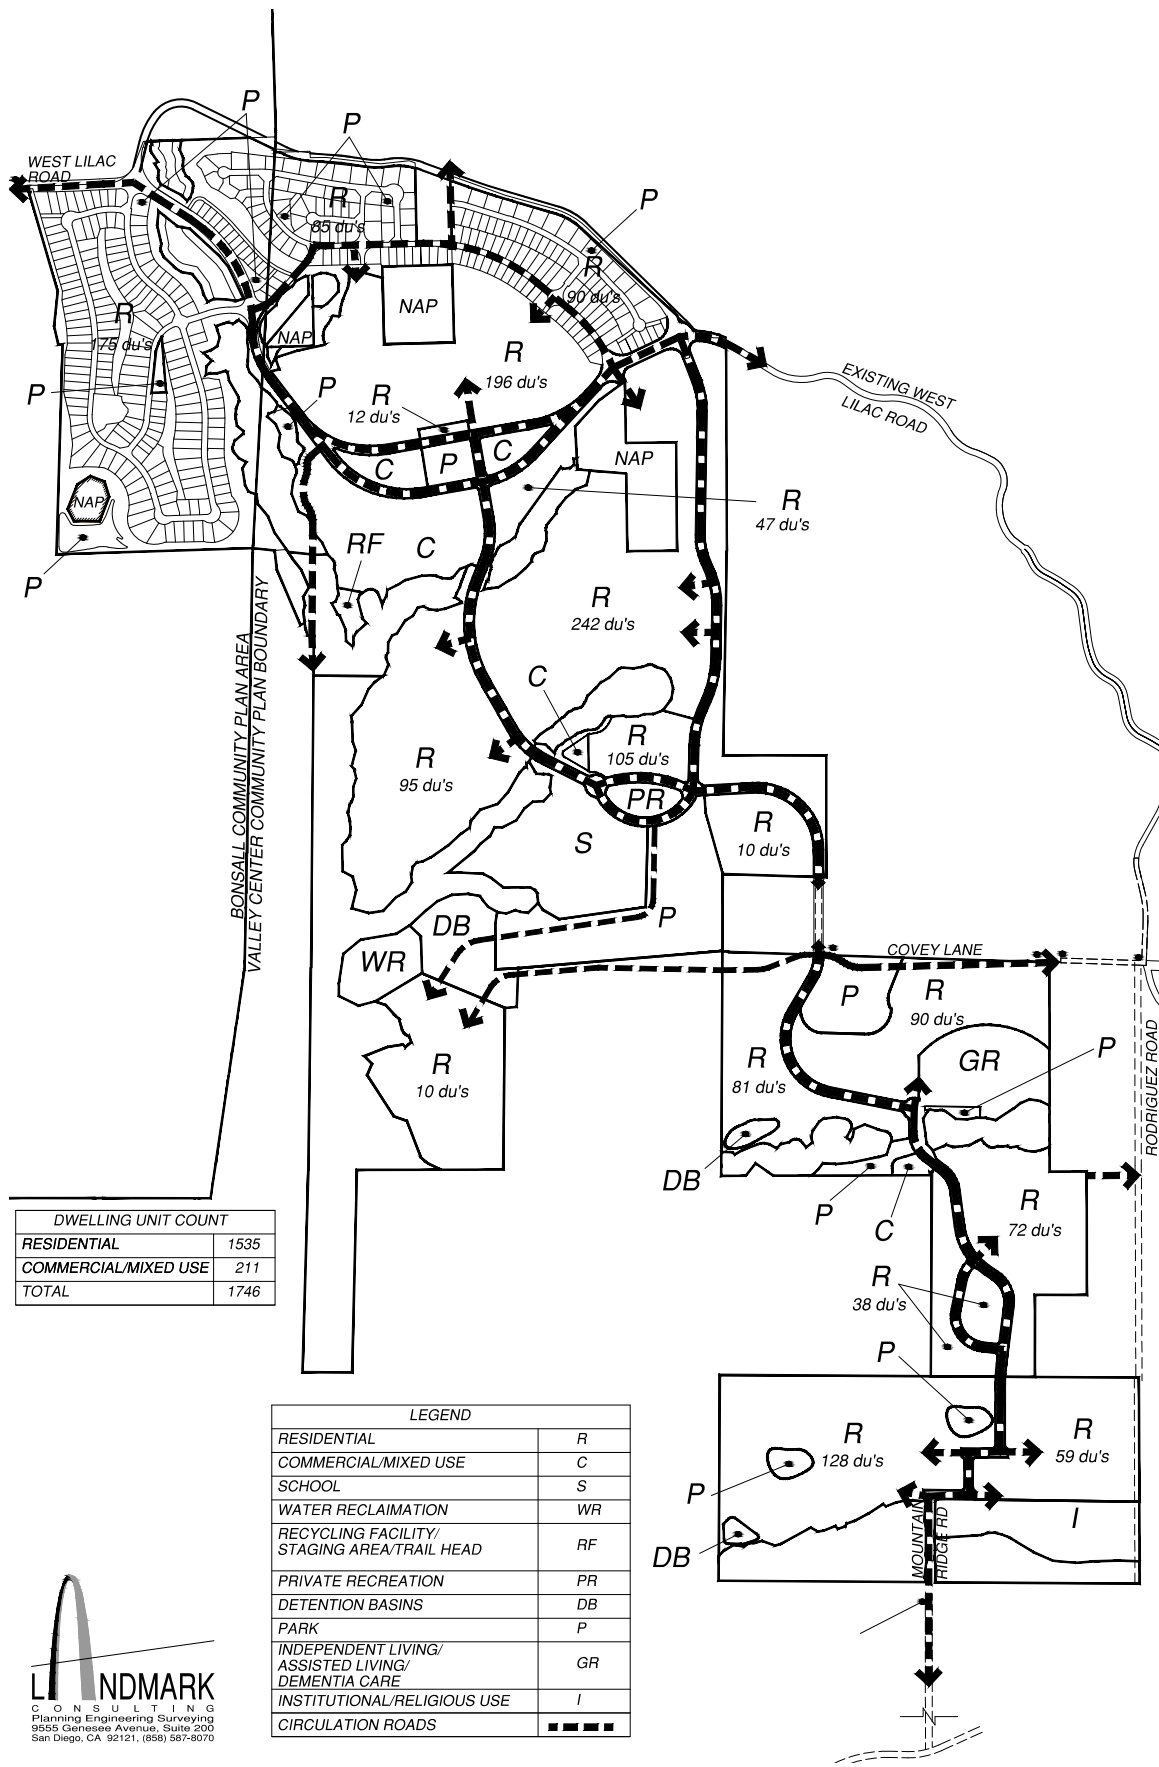 P
P
WEST LILAC
ROAD
P
R
85 du's
R
90 du's
NAP
R
175 du's
NAP
R
196 du's
P
R
12 du's
P
EXISTING WEST
LILAC ROAD
C
P
C
NAP
NAP
R
47 du's
RF
C
P
R
242 du's
BONSALL COMMUNITY PLAN AREA
VALLEY CENTER COMMUNITY PLAN BOUNDARY
C
R
105 du's
R
95 du's
PR
S
R
10 du's
P
DB
WR
COVEY LANE
P
R
90 du's
R
81 du's
GR
P
R
10 du's
RODRIGUEZ ROAD
DB
P
C
R
72 du's
DWELLING UNIT COUNT
RESIDENTIAL 1535
COMMERCIAL/MIXED USE 211
TOTAL 1746
R
38 du's
P
R
128 du's
R
59 du's
P
DB
MOUNTAIN
RIDGE RD
I
LEGEND
RESIDENTIAL R
COMMERCIAL/MIXED USE C
SCHOOL S
WATER RECLAIMATION WR
RECYCLING FACILITY/
STAGING AREA/TRAIL HEAD RF
PRIVATE RECREATION PR
DETENTION BASINS DB
PARK P
INDEPENDENT LIVING/
ASSISTED LIVING/
DEMENTIA CARE GR
INSTITUTIONAL/RELIGIOUS USE I
CIRCULATION ROADS
LANDMARK
CONSULTING
Planning Engineering Surveying
9555 Genesee Avenue, Suite 200
San Diego, CA 92121, (858) 587-8070
N